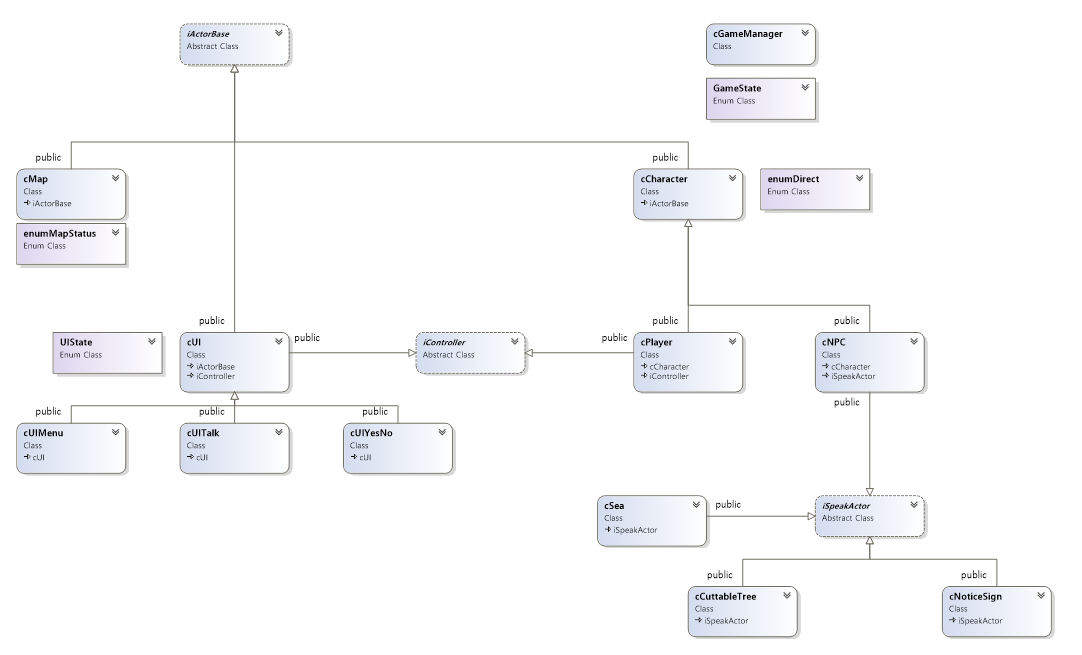 iActorBase
Abstract Class
cGameManager
Class
GameState
Enum Class
public
public
cMap
Class
iActorBase
cCharacter
Class
iActorBase
enumDirect
Enum Class
enumMapStatus
Enum Class
public
public
public
public
public
UIState
Enum Class
cUI
Class
iActorBase
iController
iController
Abstract Class
cPlayer
Class
cCharacter
iController
cNPC
Class
cCharacter
iSpeakActor
public
public
public
public
cUIMenu
Class
cUI
cUITalk
Class
cUI
cUIYesNo
Class
cUI
cSea
Class
iSpeakActor
public
iSpeakActor
Abstract Class
public
public
cCuttableTree
Class
iSpeakActor
cNoticeSign
Class
iSpeakActor